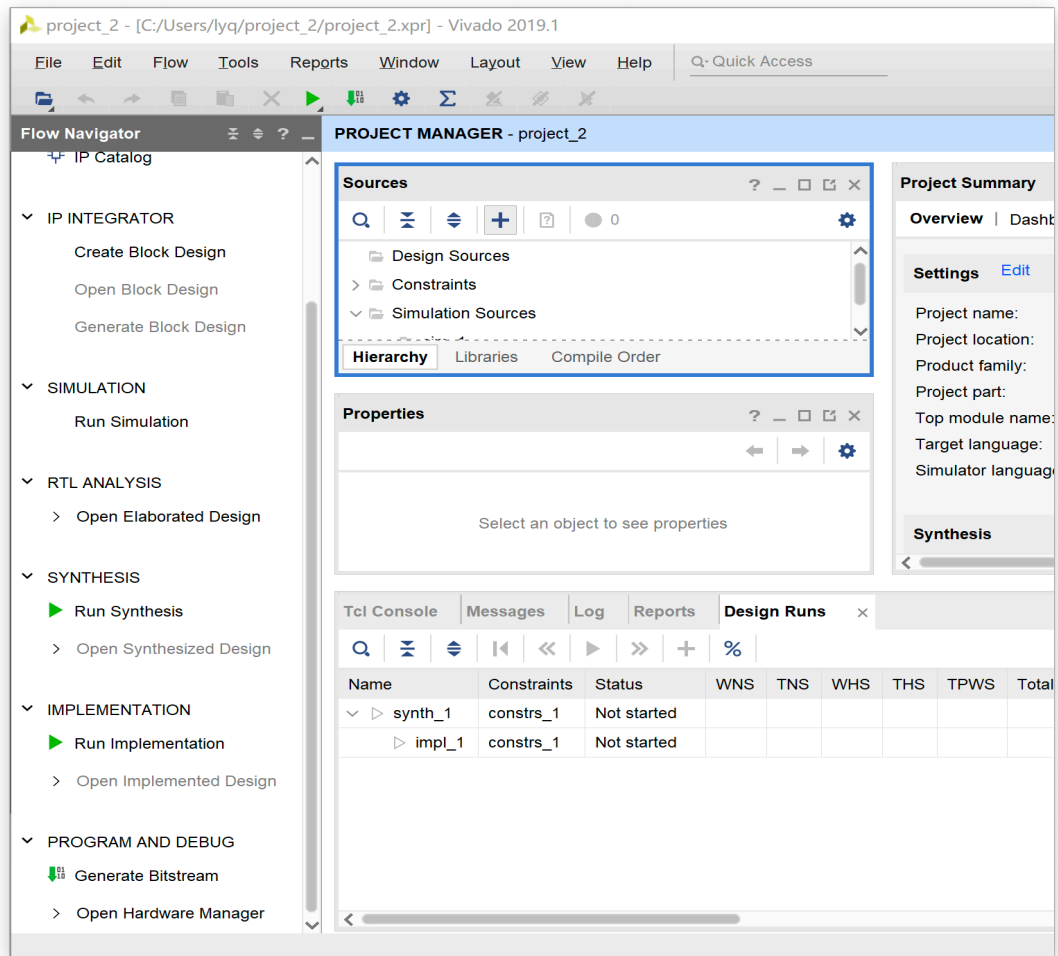 project_2 - [C:/Users/lyq/project_2/project_2.xpr] - Vivado 2019.1
File Edit Flow Tools Reports Window Layout View Help Quick Access
Flow Navigator ?
IP Catalog
IP INTEGRATOR
Create Block Design
Open Block Design
Generate Block Design
SIMULATION
Run Simulation
RTL ANALYSIS
Open Elaborated Design
SYNTHESIS
Run Synthesis
Open Synthesized Design
IMPLEMENTATION
Run Implementation
Open Implemented Design
PROGRAM AND DEBUG
Generate Bitstream
Open Hardware Manager
PROJECT MANAGER - project_2
Sources ?
0
Design Sources
Constraints
Simulation Sources
Hierarchy Libraries Compile Order
Properties ?
Select an object to see properties
Project Summary
Overview | Dashb
Settings Edit
Project name:
Project location:
Product family:
Project part:
Top module name:
Target language:
Simulator language
Synthesis
Tcl Console Messages Log Reports Design Runs
%
Name Constraints Status WNS TNS WHS THS TPWS Total
synth_1 constrs_1 Not started
impl_1 constrs_1 Not started